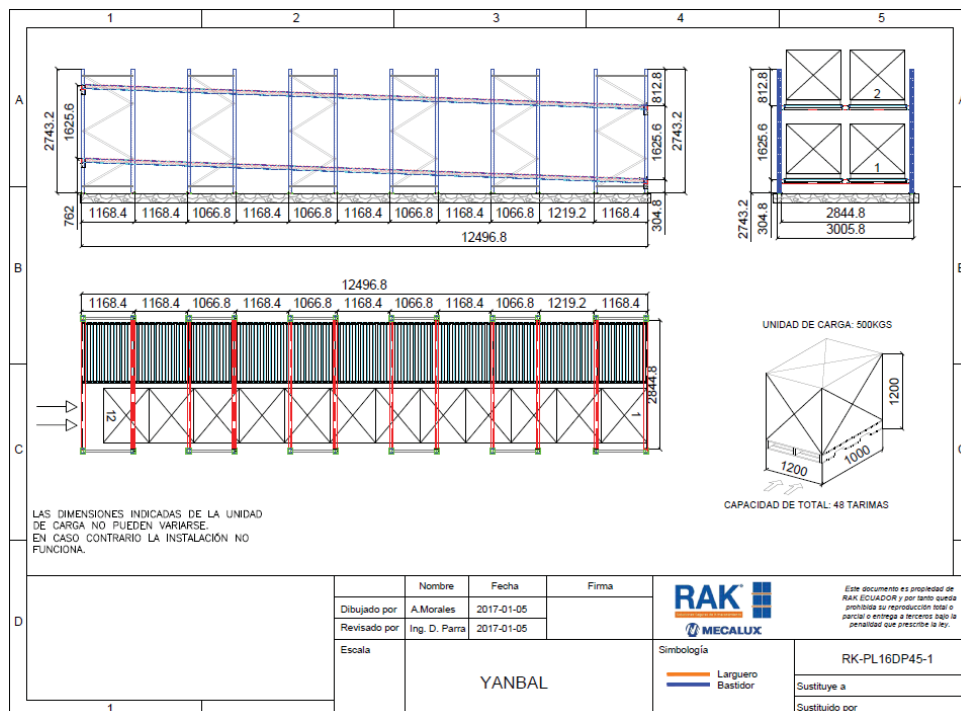 1 2 3 4 5
A
B
C
D
A
2743.2
1625.6
812.8
1625.6
2743.2
762
1168.4 1168.4 1066.8 1168.4 1168.4 1066.8 1168.4 1066.8 1219.2 1168.4
304.8
12496.8
812.8
1625.6
2743.2
304.8
2
1
2844.8
3005.8
12496.8
1168.4 1168.4 1066.8 1168.4 1168.4 1066.8 1168.4 1066.8 1219.2 1168.4
2844.8
12
1
UNIDAD DE CARGA: 500KGS
1200
1200
1000
CAPACIDAD DE TOTAL: 48 TARIMAS
LAS DIMENSIONES INDICADAS DE LA UNIDAD
DE CARGA NO PUEDEN VARIARSE.
EN CASO CONTRARIO LA INSTALACIÓN NO
FUNCIONA.
Nombre Fecha Firma
Dibujado por A.Morales 2017-01-05
Revisado por Ing. D. Parra 2017-01-05
Escala
YANBAL
RAK
MECALUX
Este documento es propiedad de
RAK ECUADOR y por tanto queda
prohibida su reproducción total o
parcial o entrega a terceros bajo la
penalidad que prescribe la ley.
Simbología
Larguero
Bastidor
RK-PL16DP45-1
Sustituye a
Sustituido por
1